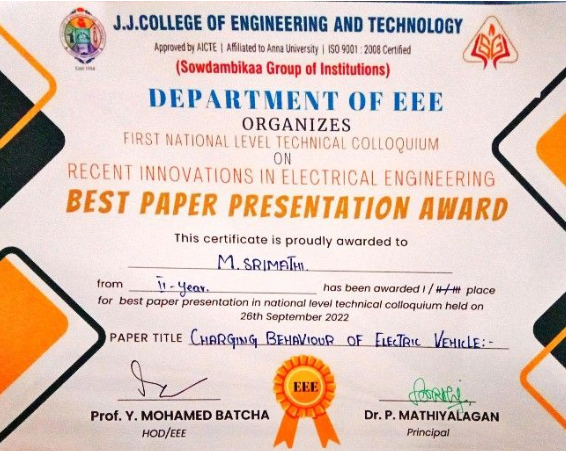 J.J.COLLEGE OF ENGINEERING AND TECHNOLOGY
Approved by AICTE | Affiliated to Anna University | ISO 9001 : 2008 Certified
(Sowdambikaa Group of Institutions)
DEPARTMENT OF EEE
ORGANIZES
FIRST NATIONAL LEVEL TECHNICAL COLLOQUIUM
ON
RECENT INNOVATIONS IN ELECTRICAL ENGINEERING
BEST PAPER PRESENTATION AWARD
This certificate is proudly awarded to
M. SRIMATHI.
from II-Year. has been awarded I / II / III place
for best paper presentation in national level technical colloquium held on
26th September 2022
PAPER TITLE CHARGING BEHAVIOUR OF ELECTRIC VEHICLE:-
EEE
Prof. Y. MOHAMED BATCHA Dr. P. MATHIYALAGAN
HOD/EEE Principal